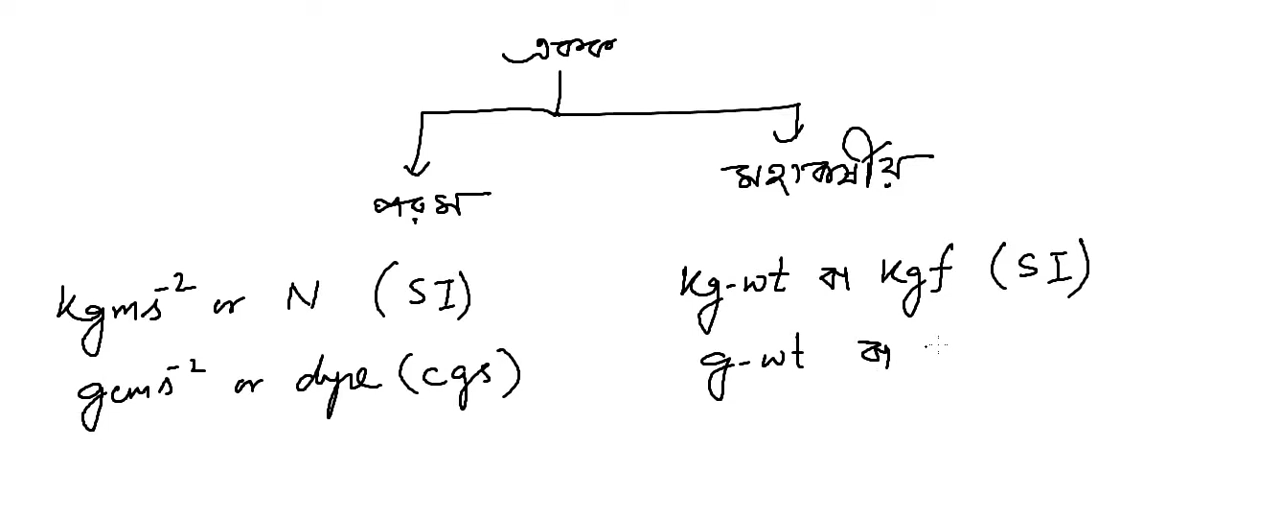 একক
পরম
মহাকর্ষীয়
kgms⁻² or N (SI)
kg-wt বা kgf (SI)
gcms⁻² or dyne (cgs)
g-wt বা